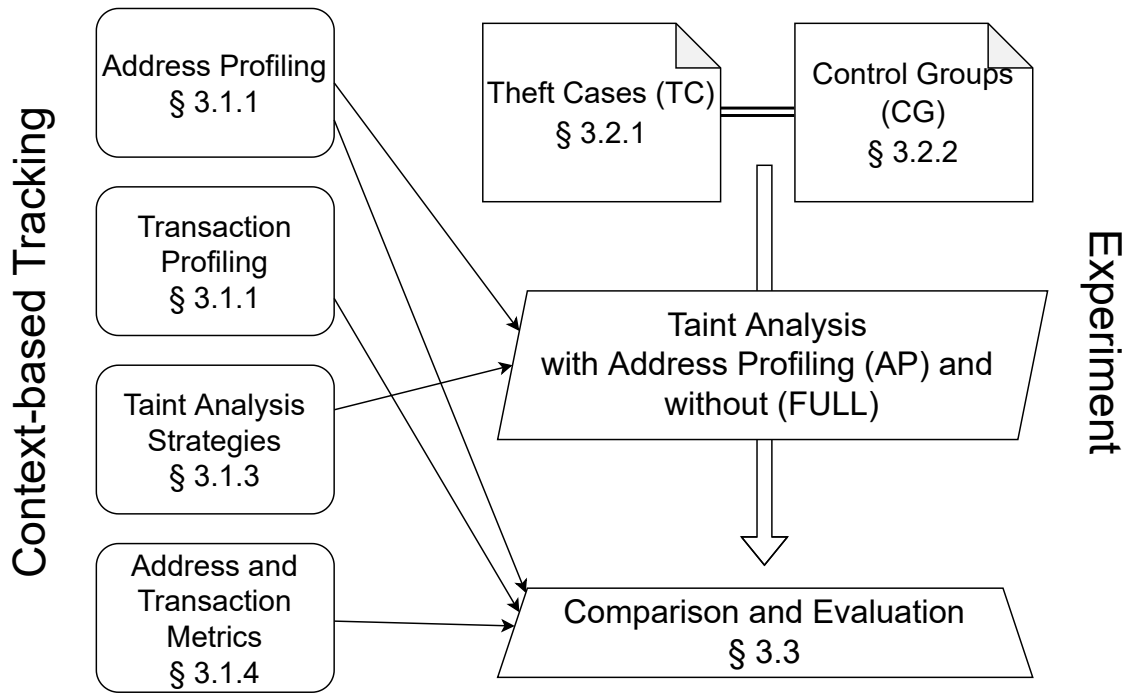 Context-based Tracking
Address Profiling
§ 3.1.1
Transaction
Profiling
§ 3.1.1
Taint Analysis
Strategies
§ 3.1.3
Address and
Transaction
Metrics
§ 3.1.4
Theft Cases (TC)
§ 3.2.1
Control Groups
(CG)
§ 3.2.2
Taint Analysis
with Address Profiling (AP) and
without (FULL)
Comparison and Evaluation
§ 3.3
Experiment